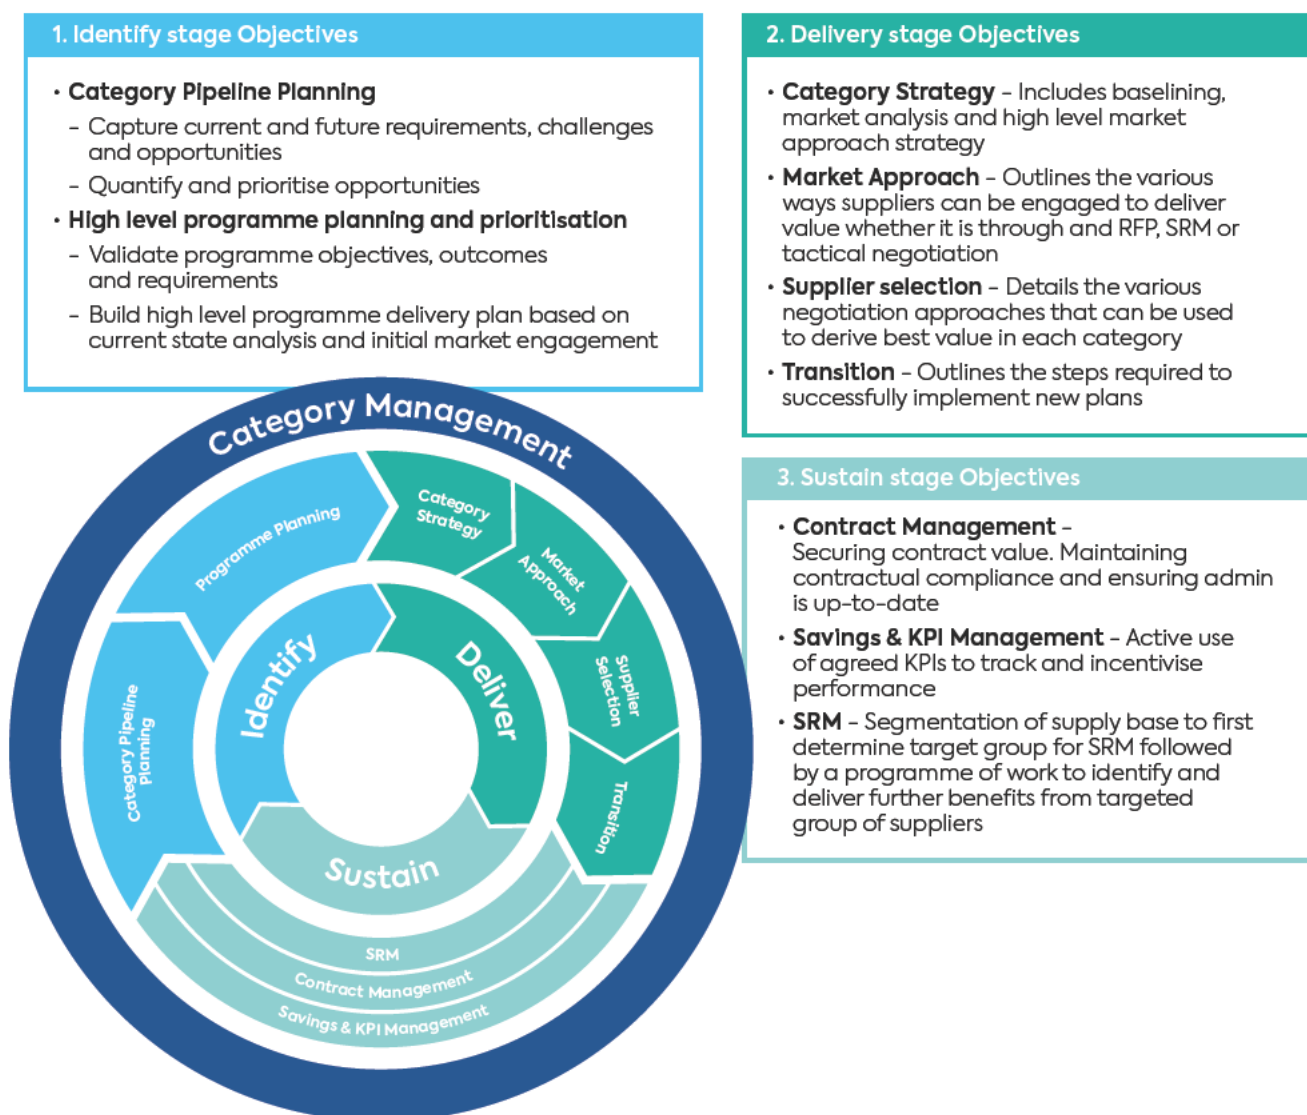 1. Identify stage Objectives
• Category Pipeline Planning
– Capture current and future requirements, challenges
and opportunities
– Quantify and prioritise opportunities
• High level programme planning and prioritisation
– Validate programme objectives, outcomes
and requirements
– Build high level programme delivery plan based on
current state analysis and initial market engagement
2. Delivery stage Objectives
• Category Strategy – Includes baselining,
market analysis and high level market
approach strategy
• Market Approach – Outlines the various
ways suppliers can be engaged to deliver
value whether it is through and RFP, SRM or
tactical negotiation
• Supplier selection – Details the various
negotiation approaches that can be used
to derive best value in each category
• Transition – Outlines the steps required to
successfully implement new plans
3. Sustain stage Objectives
• Contract Management –
Securing contract value. Maintaining
contractual compliance and ensuring admin
is up-to-date
• Savings & KPI Management – Active use
of agreed KPIs to track and incentivise
performance
• SRM – Segmentation of supply base to first
determine target group for SRM followed
by a programme of work to identify and
deliver further benefits from targeted
group of suppliers
Category Management
Category Pipeline
Planning
Programme Planning
Category
Strategy
Market
Approach
Supplier
Selection
Transition
Identify
Deliver
Sustain
SRM
Contract Management
Savings & KPI Management